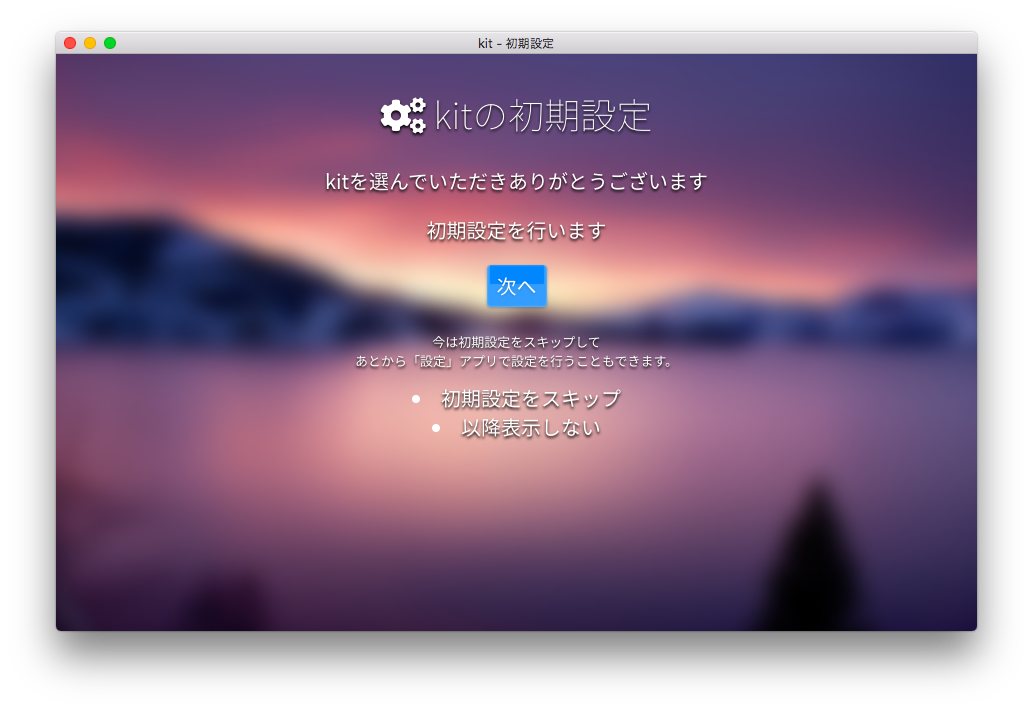 kit - 初期設定
kitの初期設定
kitを選んでいただきありがとうございます
初期設定を行います
次へ
今は初期設定をスキップして
あとから「設定」アプリで設定を行うこともできます。
初期設定をスキップ
以降表示しない